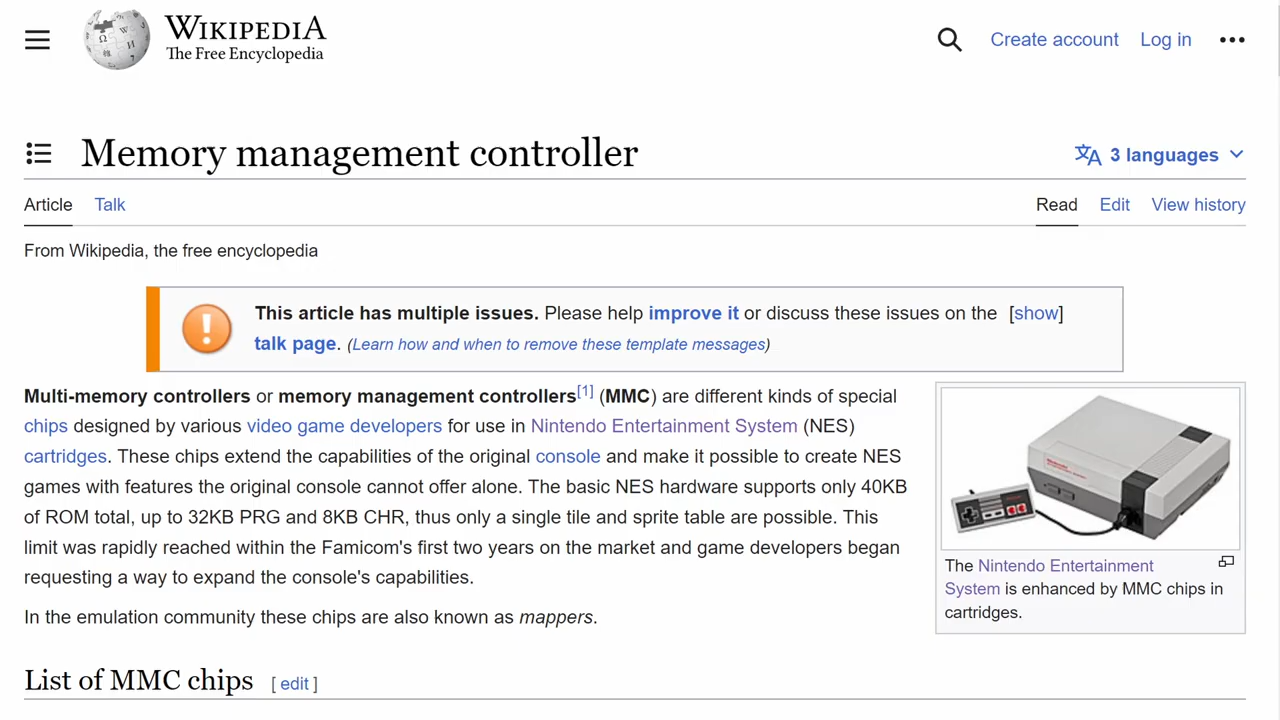 WIKIPEDIA
The Free Encyclopedia
Create account
Log in
Memory management controller
3 languages
Article
Talk
Read
Edit
View history
From Wikipedia, the free encyclopedia
This article has multiple issues. Please help improve it or discuss these issues on the [show]
talk page. (Learn how and when to remove these template messages)
Multi-memory controllers or memory management controllers[1] (MMC) are different kinds of special
chips designed by various video game developers for use in Nintendo Entertainment System (NES)
cartridges. These chips extend the capabilities of the original console and make it possible to create NES
games with features the original console cannot offer alone. The basic NES hardware supports only 40KB
of ROM total, up to 32KB PRG and 8KB CHR, thus only a single tile and sprite table are possible. This
limit was rapidly reached within the Famicom's first two years on the market and game developers began
requesting a way to expand the console's capabilities.
In the emulation community these chips are also known as mappers.
The Nintendo Entertainment
System is enhanced by MMC chips in
cartridges.
List of MMC chips [ edit ]